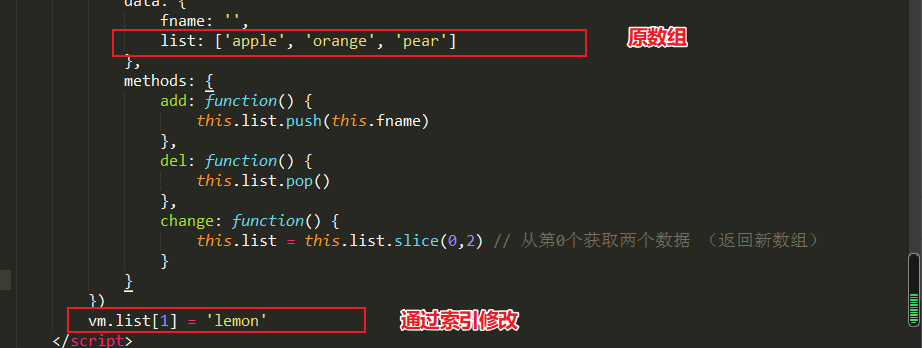 data: {
fname: '',
list: ['apple', 'orange', 'pear']
原数组
},
methods: {
add: function() {
this.list.push(this.fname)
},
del: function() {
this.list.pop()
},
change: function() {
this.list = this.list.slice(0,2) // 从第0个获取两个数据 （返回新数组）
}
}
})
vm.list[1] = 'lemon'
通过索引修改
</script>